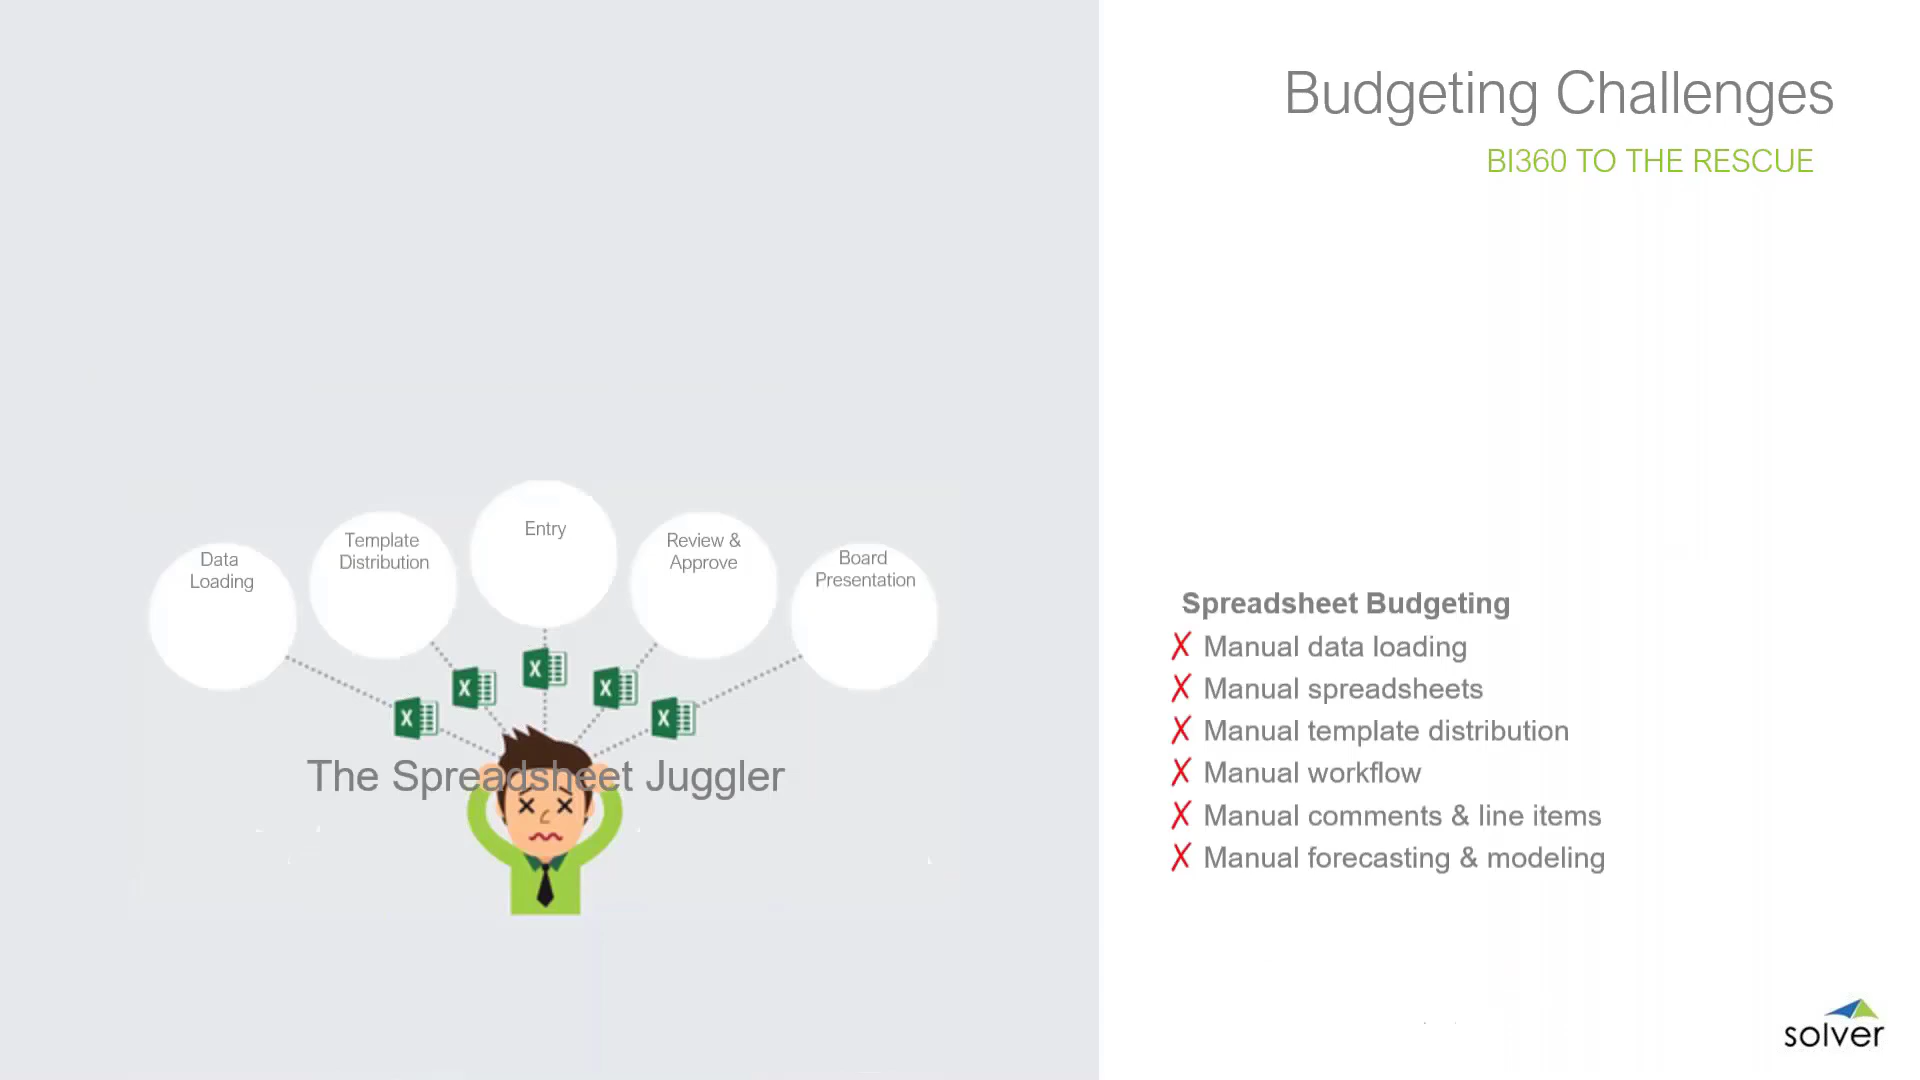 Budgeting Challenges
BI360 TO THE RESCUE
Data
Loading
Template
Distribution
Entry
Review &
Approve
Board
Presentation
X
X
X
X
X
The Spreadsheet Juggler
Spreadsheet Budgeting
✗ Manual data loading
✗ Manual spreadsheets
✗ Manual template distribution
✗ Manual workflow
✗ Manual comments & line items
✗ Manual forecasting & modeling
solver